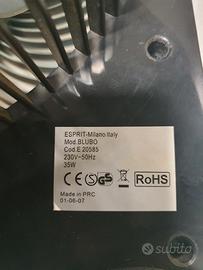 ESPRIT-Milano Italy
Mod.BLUBO
Cod.E 20585
230V~50Hz
35W
CE GS RoHS
Made in PRC
01-06-07
subito